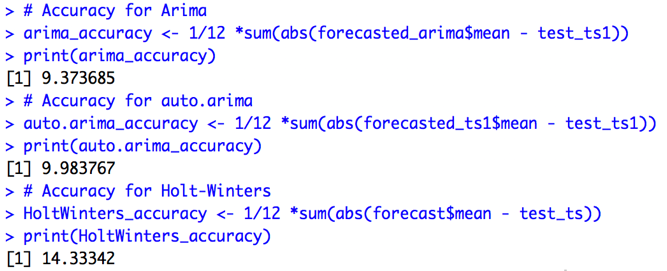 > # Accuracy for Arima
> arima_accuracy <- 1/12 *sum(abs(forecasted_arima$mean - test_ts1))
> print(arima_accuracy)
[1] 9.373685
> # Accuracy for auto.arima
> auto.arima_accuracy <- 1/12 *sum(abs(forecasted_ts1$mean - test_ts1))
> print(auto.arima_accuracy)
[1] 9.983767
> # Accuracy for Holt-Winters
> HoltWinters_accuracy <- 1/12 *sum(abs(forecast$mean - test_ts))
> print(HoltWinters_accuracy)
[1] 14.33342